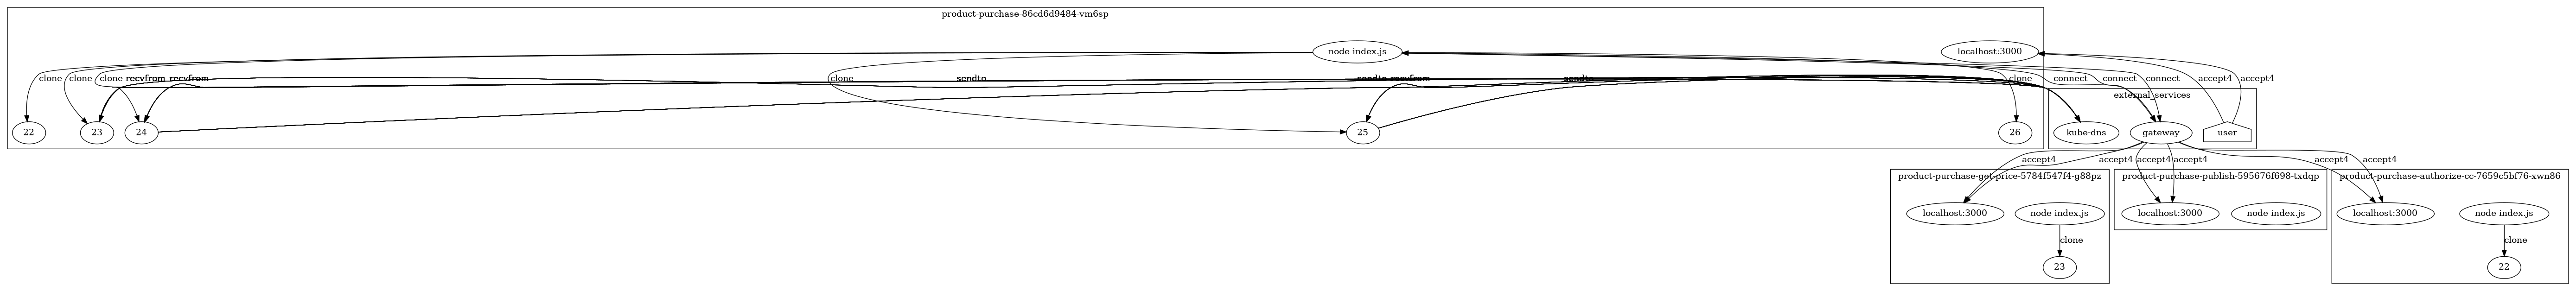 product-purchase-86cd6d9484-vm6sp
node index.js
localhost:3000
clone
clone
clone
recvfrom
recvfrom
clone
sendto
sendto
recvfrom
sendto
clone
connect
connect
connect
accept4
accept4
external_services
22
23
24
25
26
kube-dns
gateway
user
accept4
accept4
accept4
accept4
accept4
accept4
product-purchase-get-price-5784f547f4-g88pz
product-purchase-publish-595676f698-txdqp
product-purchase-authorize-cc-7659c5bf76-xwn86
localhost:3000
node index.js
localhost:3000
node index.js
localhost:3000
node index.js
clone
clone
23
22